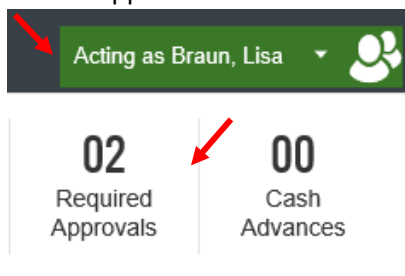 Acting as Braun, Lisa
02 00
Required Cash
Approvals Advances